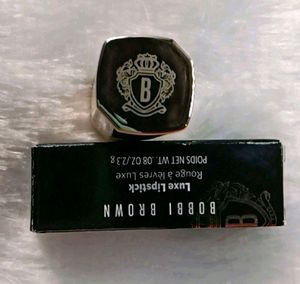 B
BOBBI BROWN
Luxe Lipstick
Rouge à lèvres Luxe
POIDS NET WT. .08 OZ./2.3 g
B